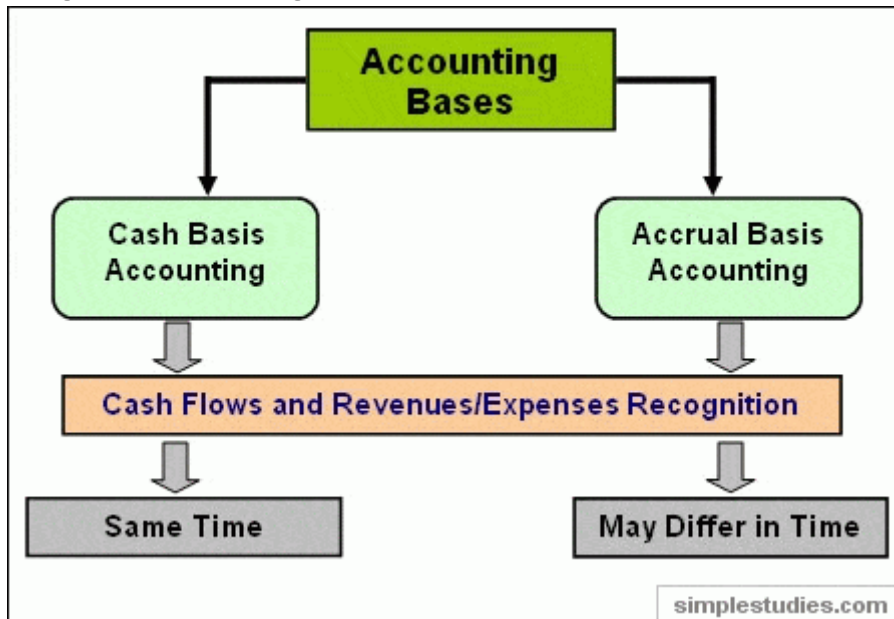 Accounting
Bases
Cash Basis
Accounting
Accrual Basis
Accounting
Cash Flows and Revenues/Expenses Recognition
Same Time
May Differ in Time
simplestudies.com